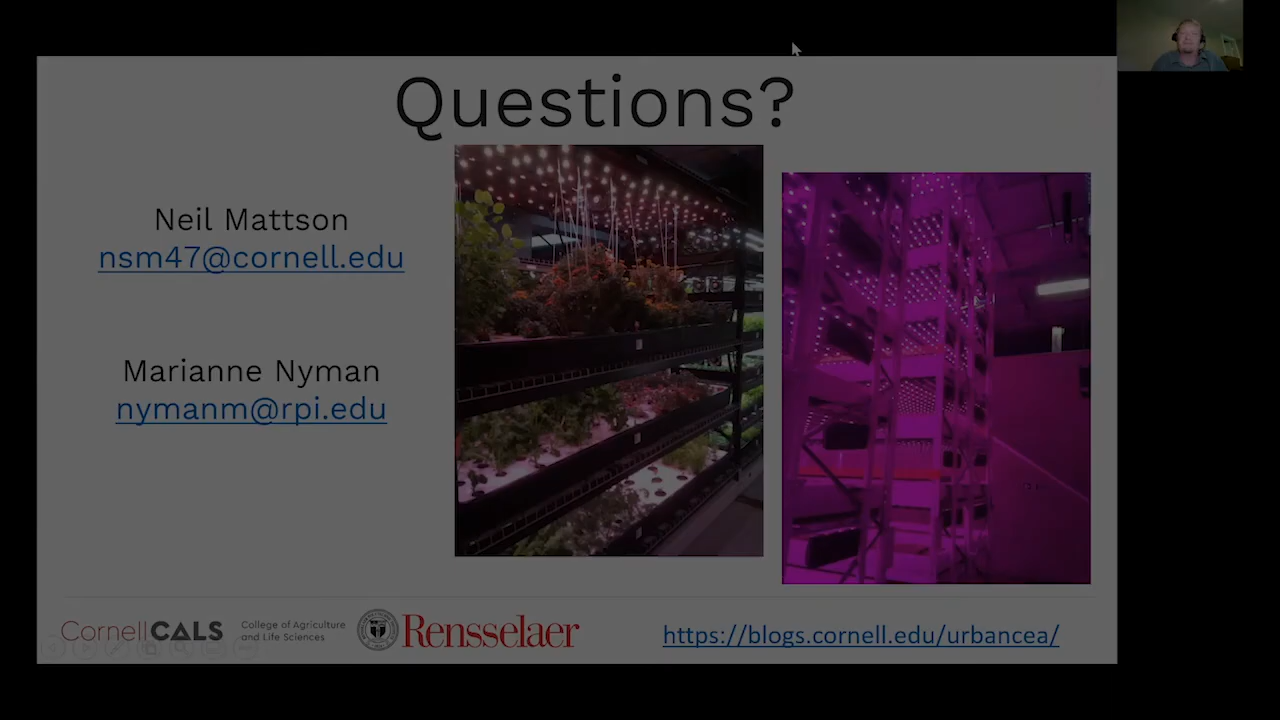 Questions?
Neil Mattson
nsm47@cornell.edu
Marianne Nyman
nymanm@rpi.edu
CornellCALS
College of Agriculture
and Life Sciences
Rensselaer
https://blogs.cornell.edu/urbancea/